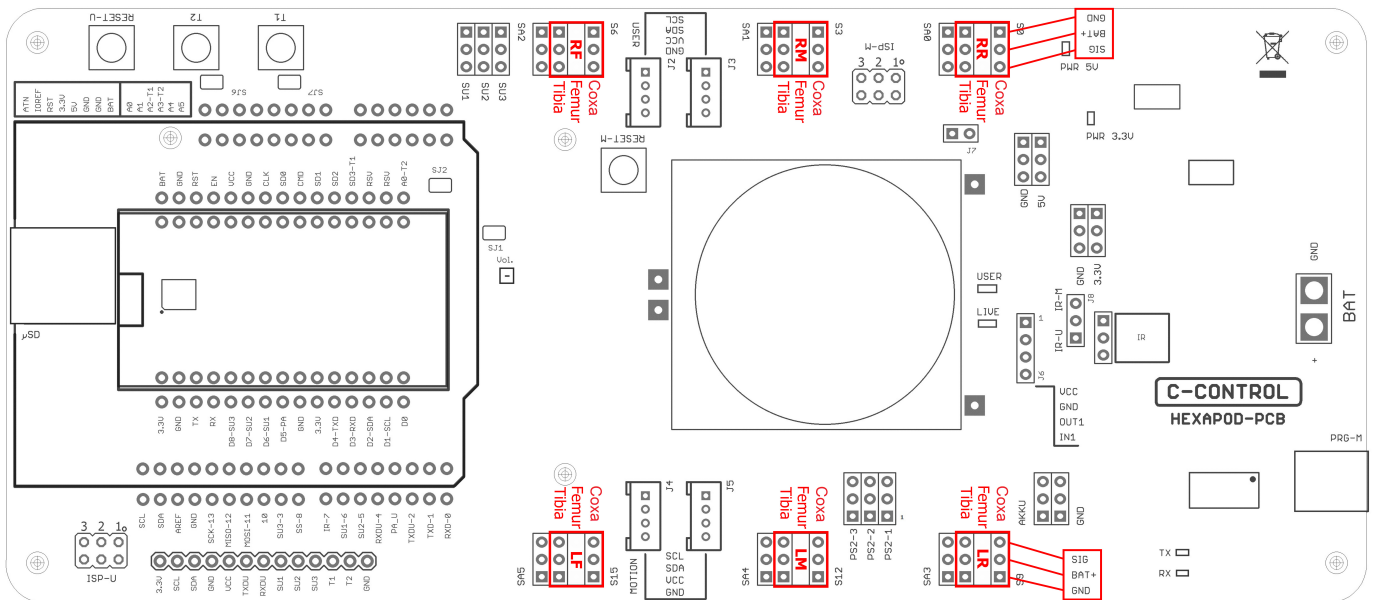 RESET-U
T2
T1
SU1
SU2
SU3
SA2
RF
S6
Coxa
Femur
Tibia
USER
SCL
SDA
VCC
GND
J2
J3
SA1
RM
S3
Coxa
Femur
Tibia
ISP-M
3 2 1
SA0
RR
S0
Coxa
Femur
Tibia
GND
BAT+
SIG
PWR 5V
PWR 3.3V
J7
GND
5V
GND
3.3V
ATN
IOREF
RST
3.3V
5V
GND
GND
BAT
A0
A1
A2-T1
A3-T2
A4
A5
SJ6
SJ7
RESET-M
BAT
GND
RST
EN
VCC
GND
CLK
SD0
CMD
SD1
SD2
SD3-T1
RSV
RSV
A0-T2
SJ2
SJ1
Vol.
-
µSD
USER
LIVE
1
J6
IR-M
IR-U
J8
IR
VCC
GND
OUT1
IN1
GND
BAT
+
C-CONTROL
HEXAPOD-PCB
PRG-M
3.3V
GND
TX
RX
D8-SU3
D7-SU2
D6-SU1
D5-PA
GND
3.3V
D4-TXD
D3-RXD
D2-SDA
D1-SCL
D0
SCL
SDA
AREF
GND
SCK-13
MISO-12
MOSI-11
10
SU3-3
SS-8
IR-7
SU1-6
SU2-5
RXDU-4
PA_U
TXDU-2
TXD-1
RXD-0
3 2 1
ISP-U
3.3V
SCL
SDA
GND
VCC
TXDU
RXDU
SU1
SU2
SU3
T1
T2
GND
Coxa
Femur
Tibia
SA5
LF
S15
MOTION
J4
J5
SCL
SDA
VCC
GND
Coxa
Femur
Tibia
SA4
LM
S12
PS2-3
PS2-2
PS2-1
1
Coxa
Femur
Tibia
SA3
LR
S9
SIG
BAT+
GND
AKKU
GND
TX
RX